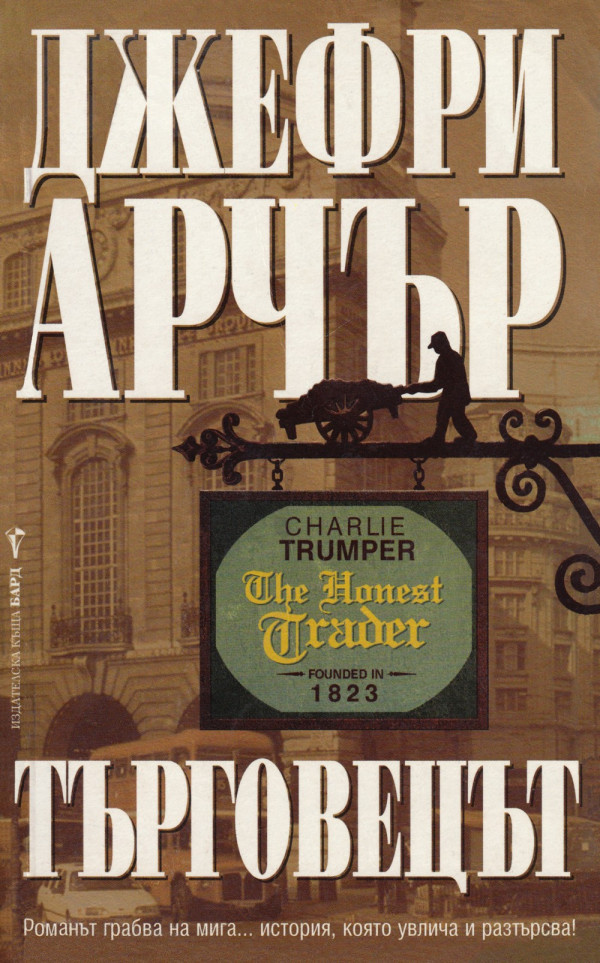 ДЖЕФРИ
АРЧЪР
CHARLIE
TRUMPER
The Honest
Trader
FOUNDED IN
1823
ИЗДАТЕЛСКА КЪЩА БАРД
ТЪРГОВЕЦЪТ
Романът грабва на мига... история, която увлича и разтърсва!